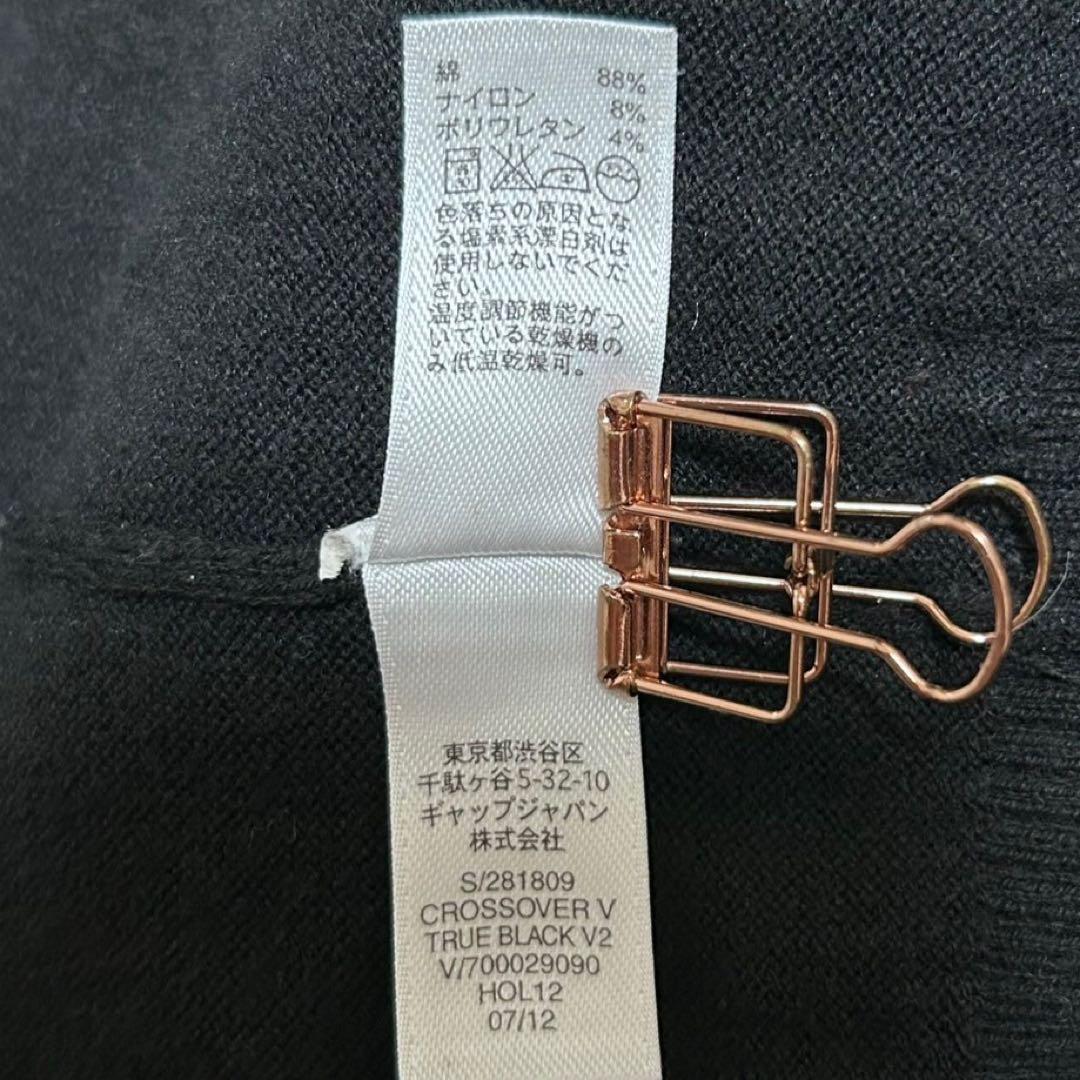 綿 88%
ナイロン 8%
ポリウレタン 4%
色落ちの原因とな
る塩素系漂白剤は
使用しないでくだ
さい。
温度調節機能がつ
いている乾燥機の
み低温乾燥可。
東京都渋谷区
千駄ヶ谷5-32-10
ギャップジャパン
株式会社
S/281809
CROSSOVER V
TRUE BLACK V2
V/700029090
HOL12
07/12